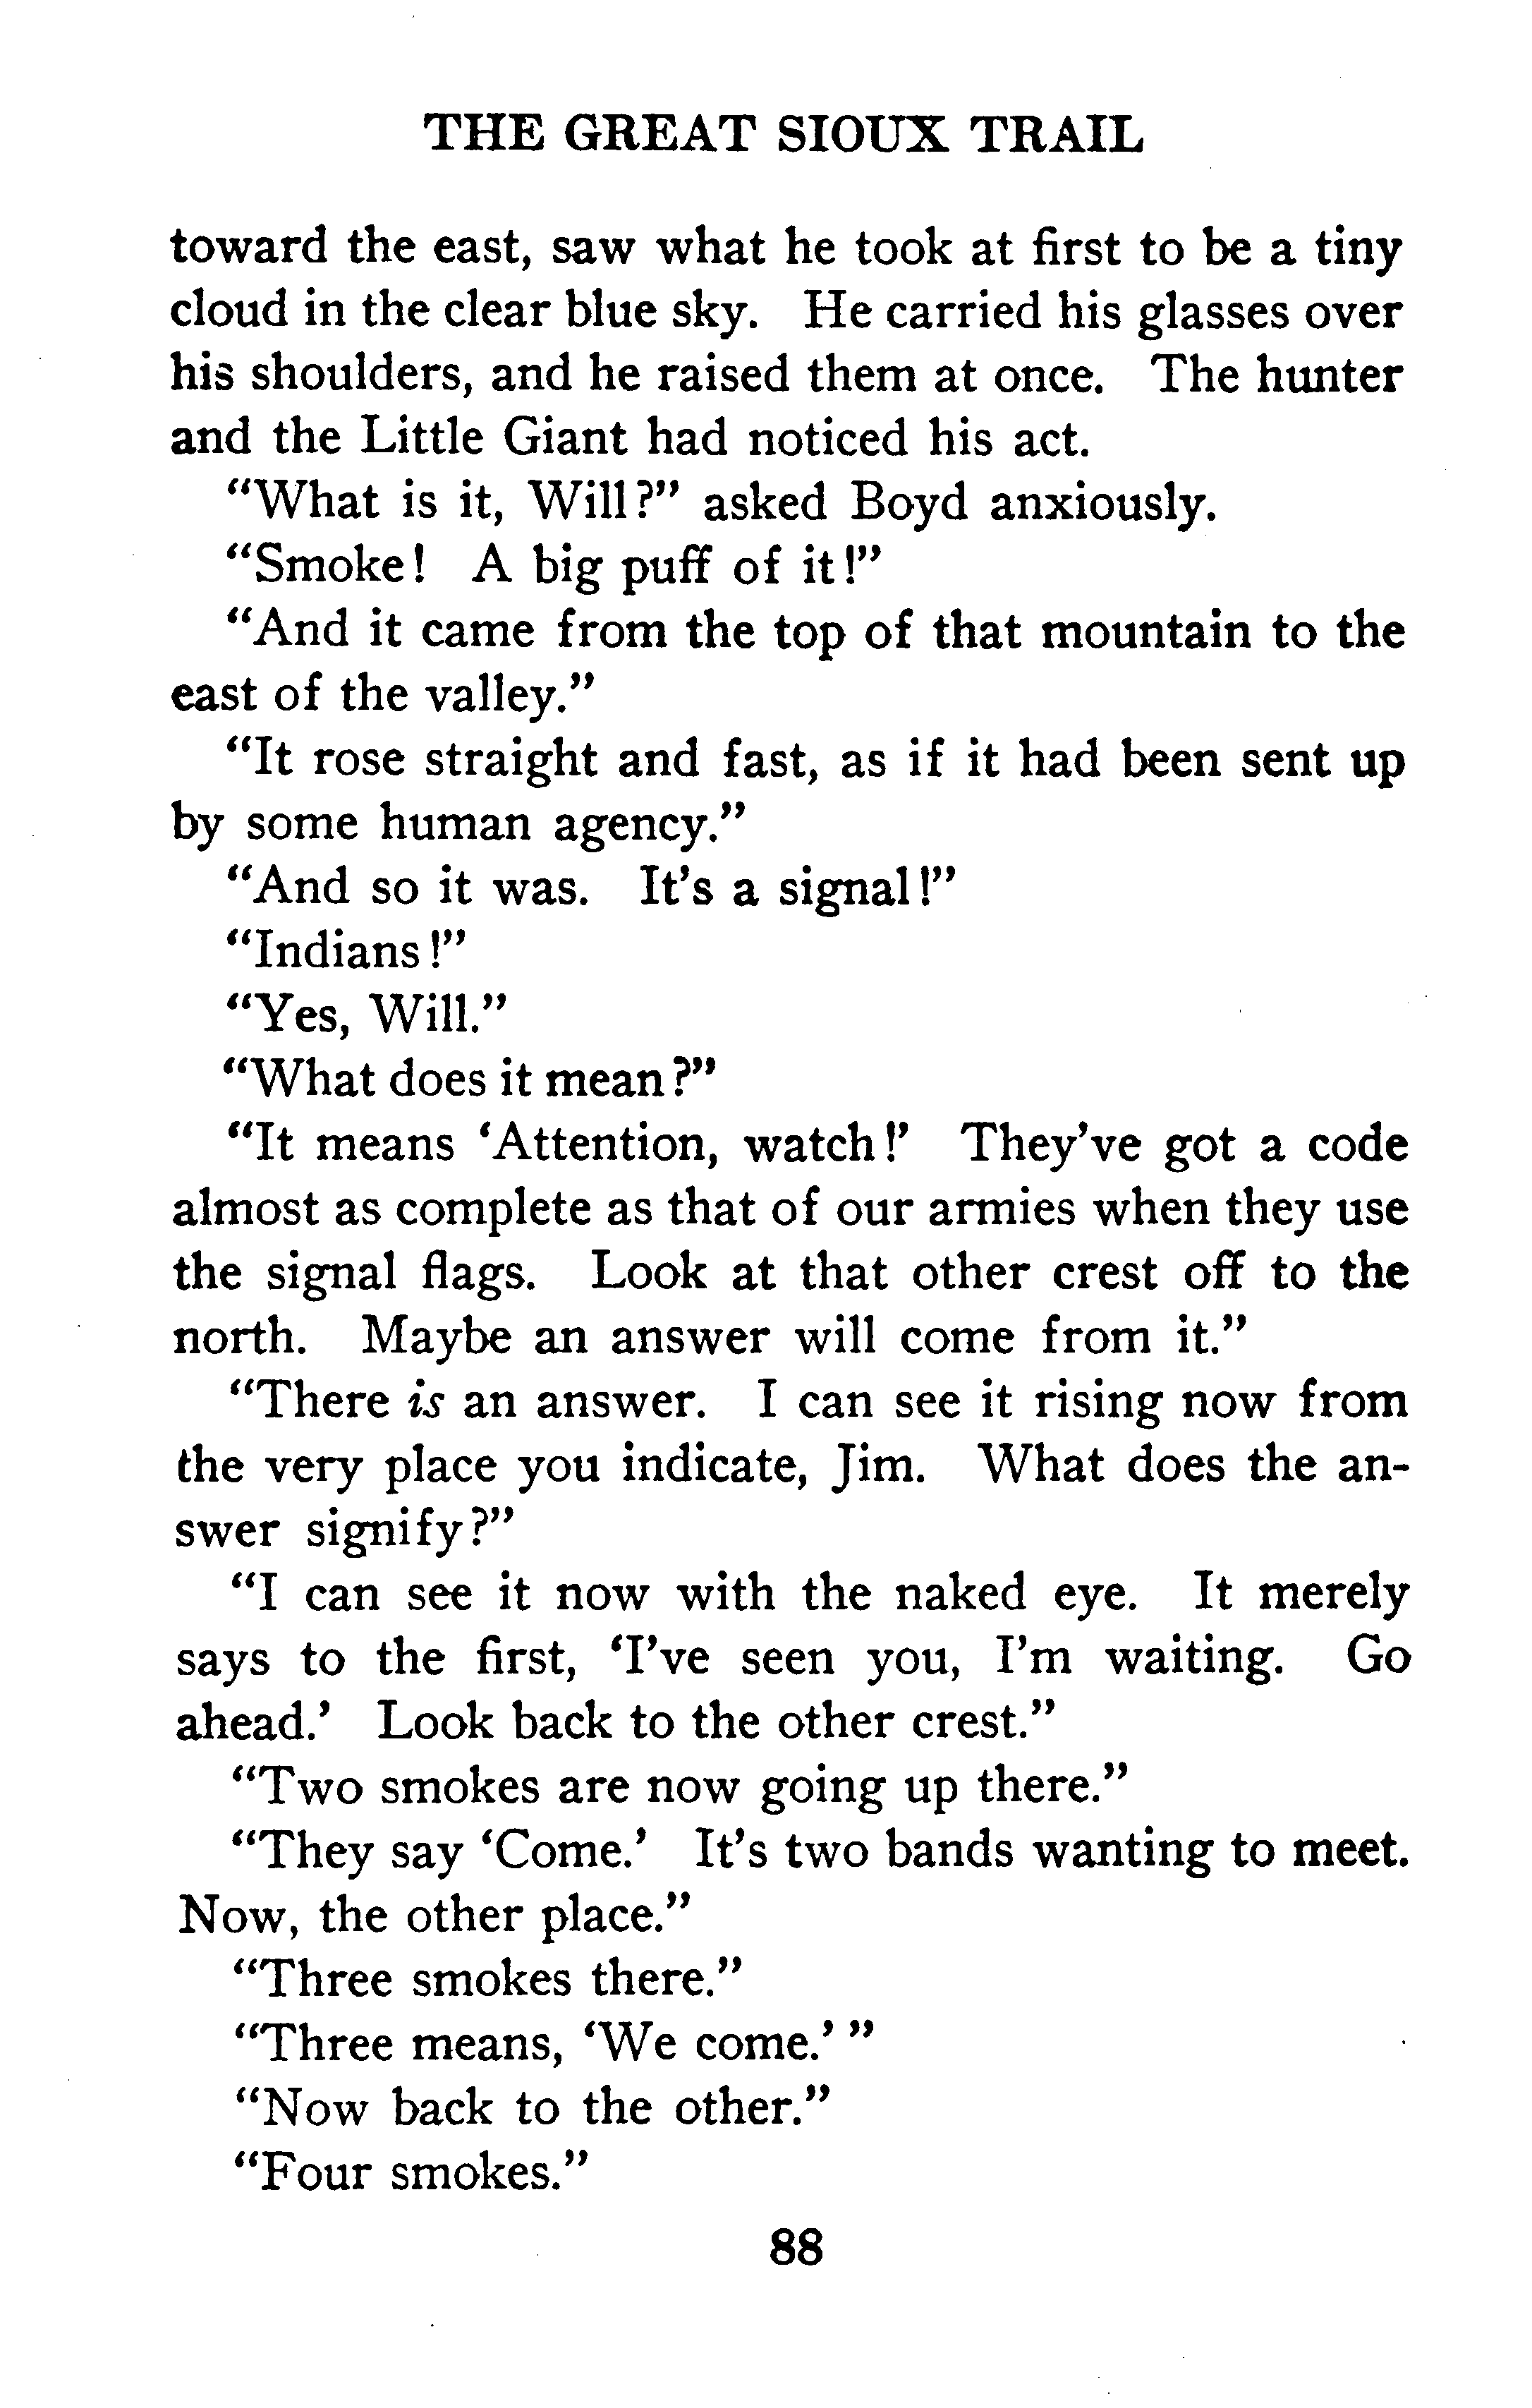 THE GREAT SIOUX TRAIL
toward the east, saw what he took at first to be a tiny
cloud in the clear blue sky. He carried his glasses over
his shoulders, and he raised them at once. The hunter
and the Little Giant had noticed his act.
“What is it, Will?” asked Boyd anxiously.
“Smoke! A big puff of it!”
“And it came from the top of that mountain to the
east of the valley.”
“It rose straight and fast, as if it had been sent up
by some human agency.”
“And so it was. It’s a signal!”
“Indians!”
“Yes, Will.”
“What does it mean?”
“It means ‘Attention, watch!’ They’ve got a code
almost as complete as that of our armies when they use
the signal flags. Look at that other crest off to the
north. Maybe an answer will come from it.”
“There is an answer. I can see it rising now from
the very place you indicate, Jim. What does the an-
swer signify?”
“I can see it now with the naked eye. It merely
says to the first, ‘I’ve seen you, I’m waiting. Go
ahead.’ Look back to the other crest.”
“Two smokes are now going up there.”
“They say ‘Come.’ It’s two bands wanting to meet.
Now, the other place.”
“Three smokes there.”
“Three means, ‘We come.’ ”
“Now back to the other.”
“Four smokes.”
88